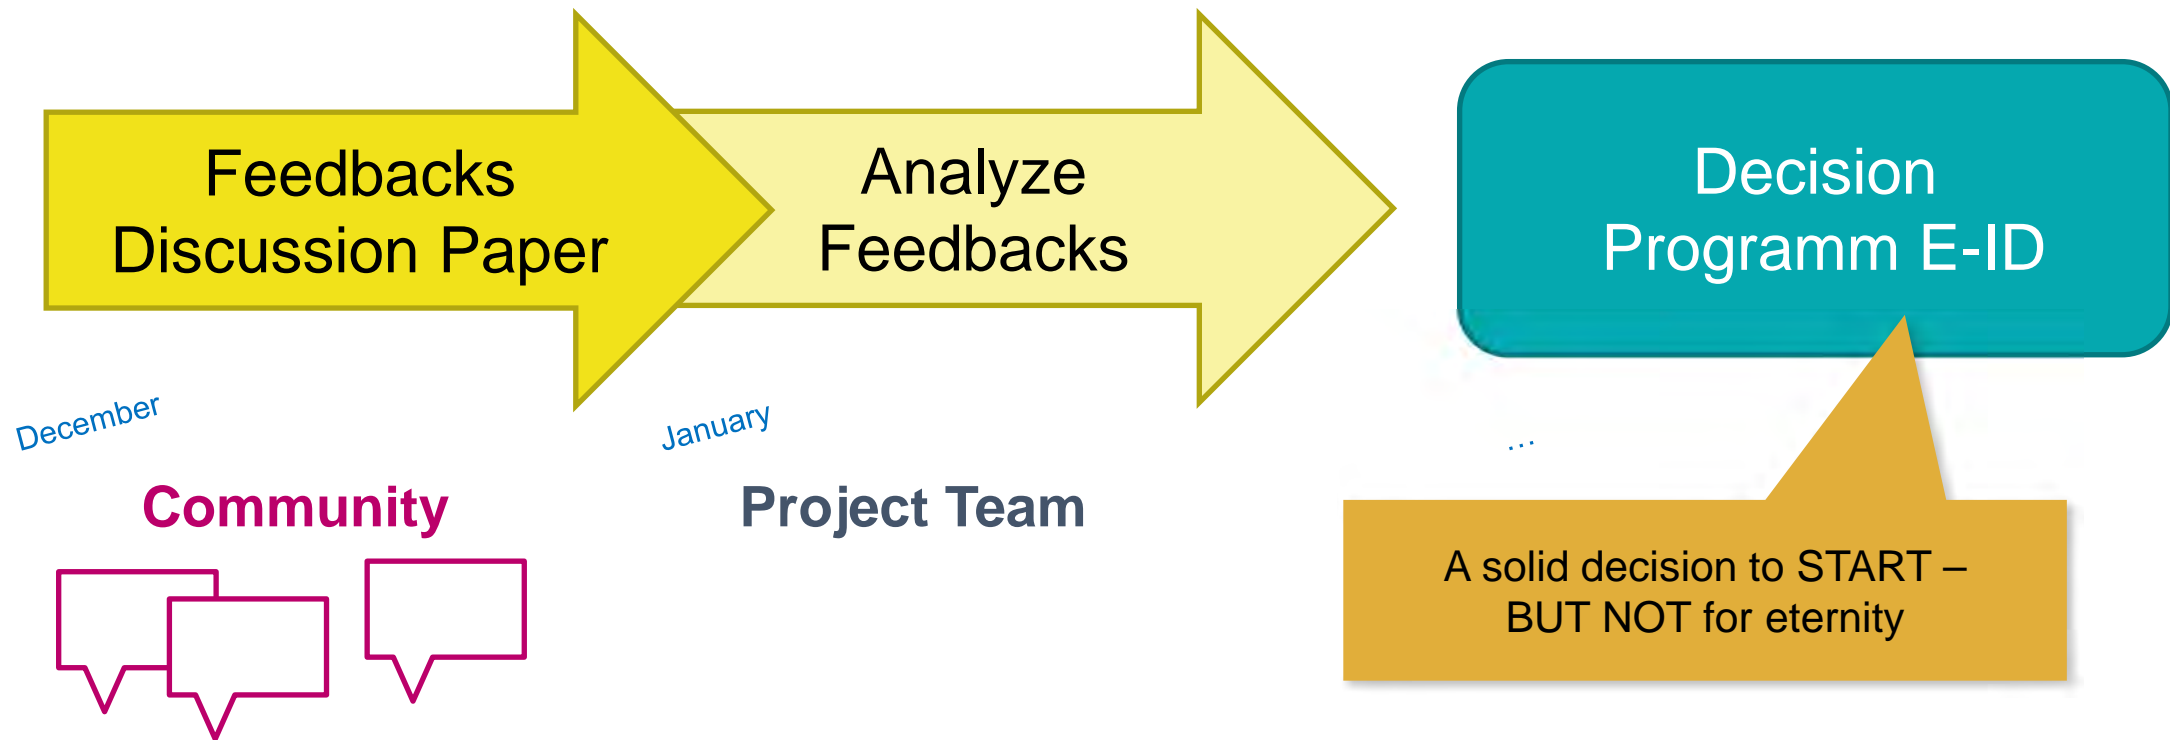 Feedbacks
Discussion Paper
Analyze
Feedbacks
Decision
Programm E-ID
December
January
…
Community
Project Team
A solid decision to START –
BUT NOT for eternity